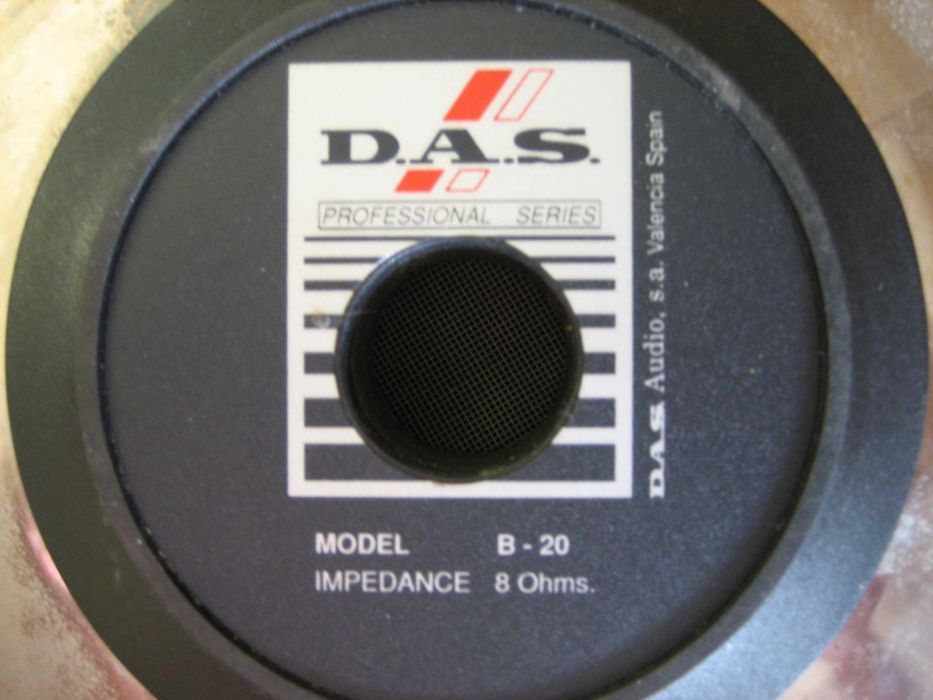 D.A.S.
PROFESSIONAL SERIES
D.A.S. Audio, s.a. Valencia Spain
MODEL B - 20
IMPEDANCE 8 Ohms.